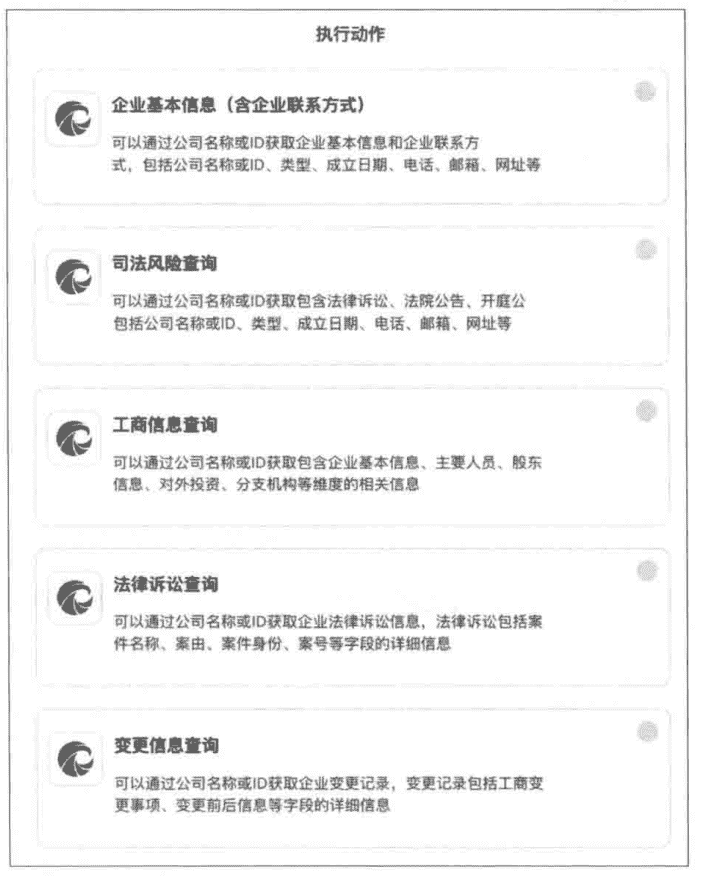 执行动作
企业基本信息（含企业联系方式）
可以通过公司名称或ID获取企业基本信息和企业联系方
式，包括公司名称或ID、类型、成立日期、电话、邮箱、网址等
司法风险查询
可以通过公司名称或ID获取包含法律诉讼、法院公告、开庭公
包括公司名称或ID、类型、成立日期、电话、邮箱、网址等
工商信息查询
可以通过公司名称或ID获取包含企业基本信息、主要人员、股东
信息、对外投资、分支机构等维度的相关信息
法律诉讼查询
可以通过公司名称或ID获取企业法律诉讼信息，法律诉讼包括案
件名称、案由、案件身份、案号等字段的详细信息
变更信息查询
可以通过公司名称或ID获取企业变更记录，变更记录包括工商变
更事项、变更前后信息等字段的详细信息